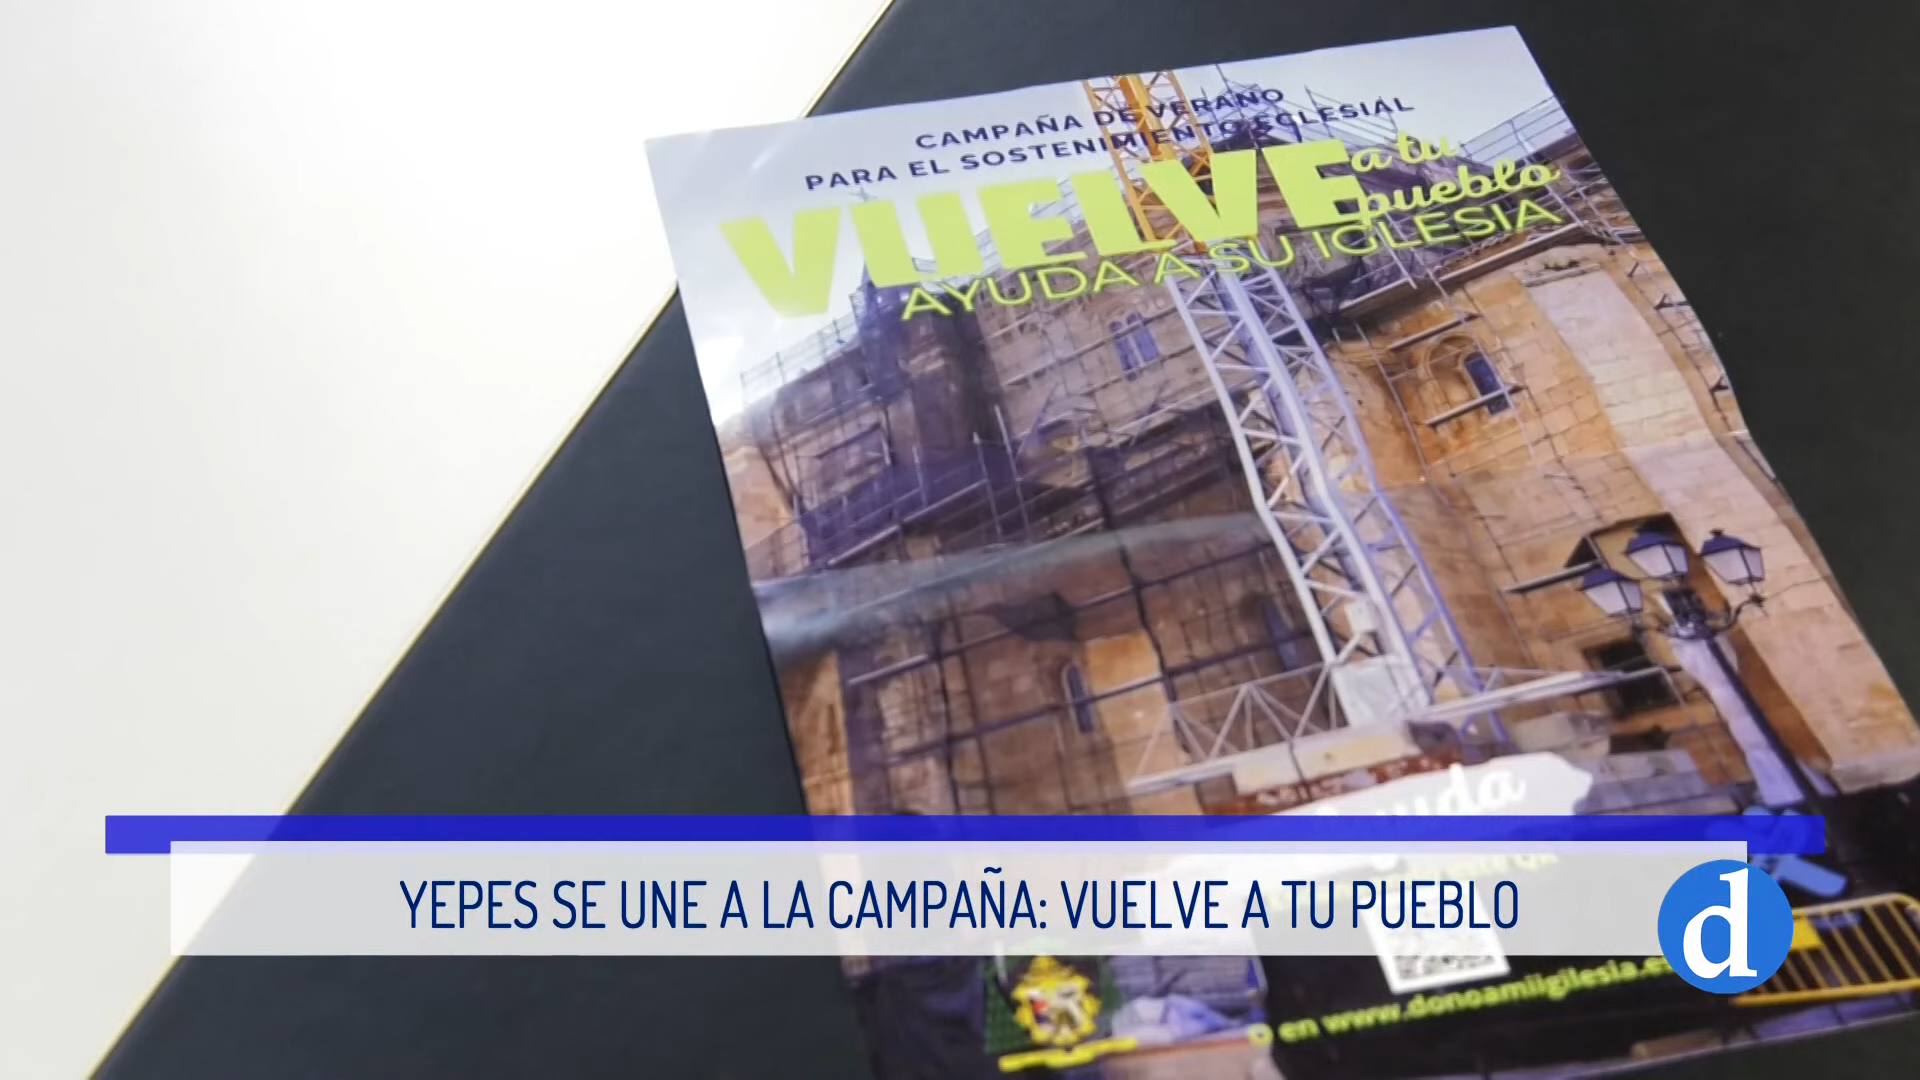 CAMPAÑA DE VERANO
PARA EL SOSTENIMIENTO ECLESIAL
VUELVE a tu
pueblo
AYUDA A SU IGLESIA
YEPES SE UNE A LA CAMPAÑA: VUELVE A TU PUEBLO
d
O en www.donoamiigilesia.es